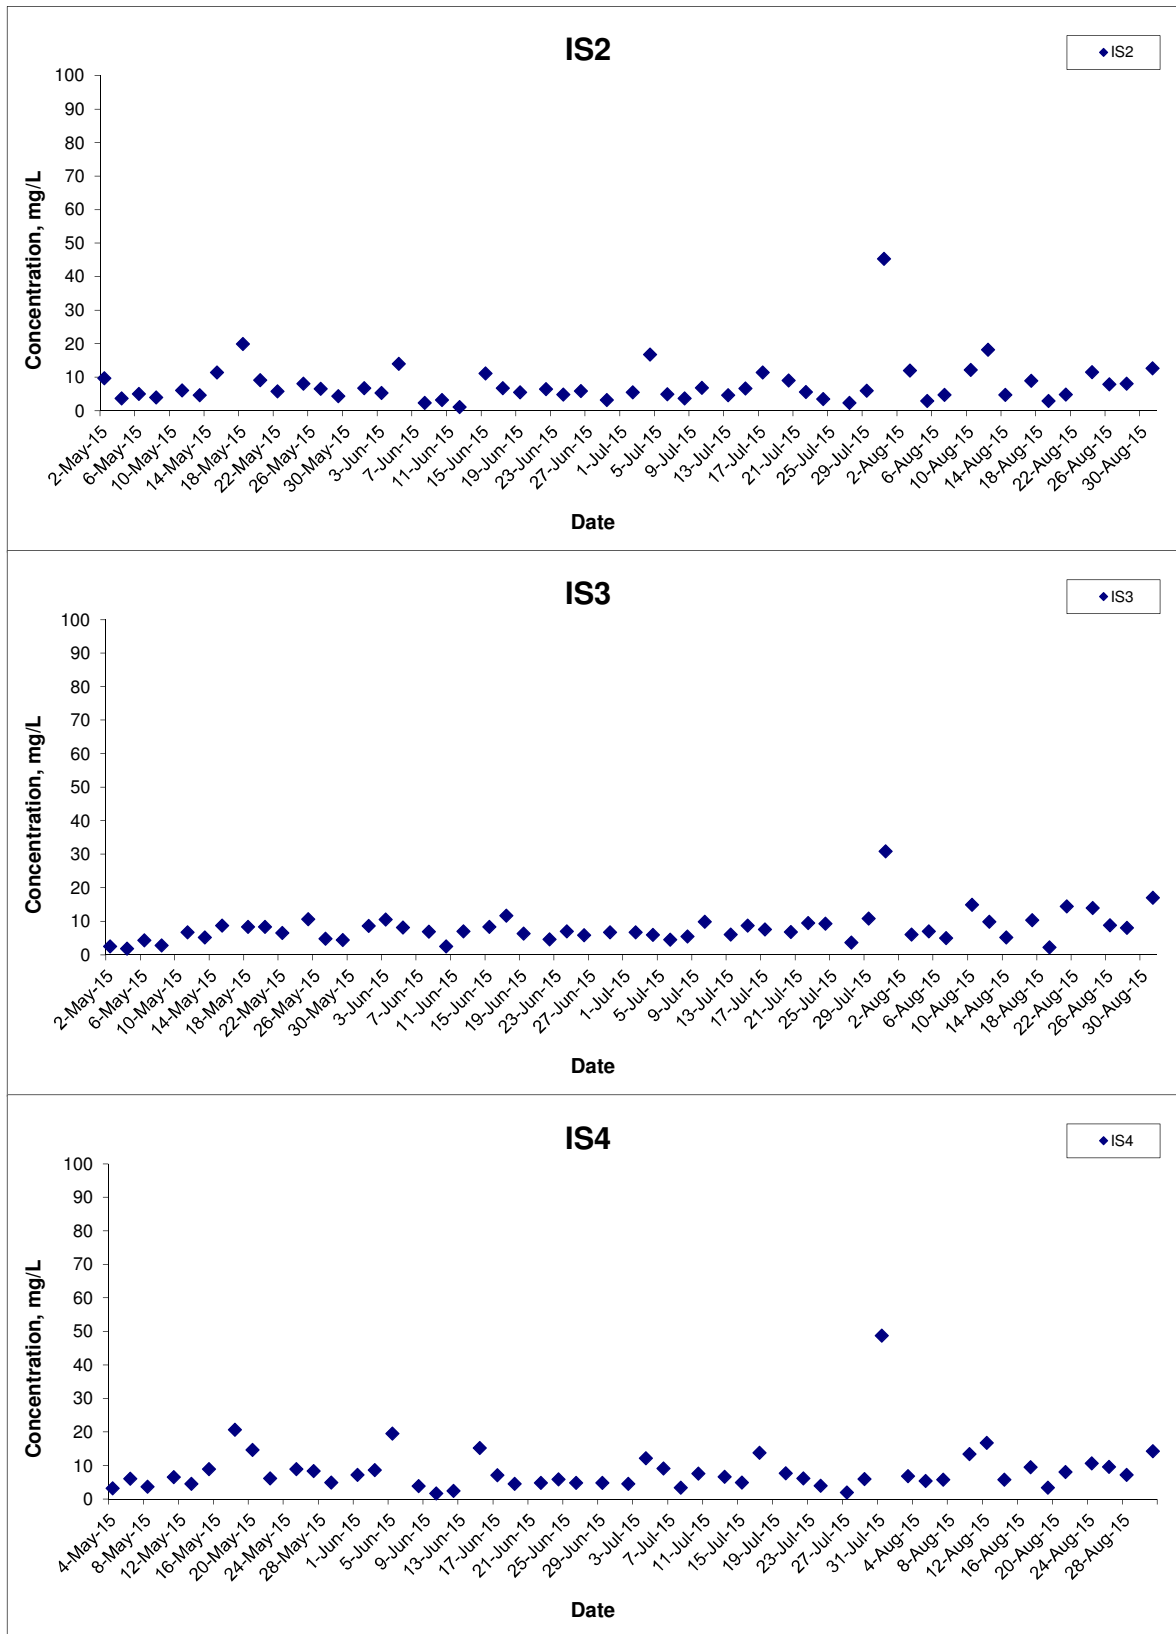 IS2
IS2
Concentration, mg/L
100
90
80
70
60
50
40
30
20
10
0
2-May-15 6-May-15 10-May-15 14-May-15 18-May-15 22-May-15 26-May-15 30-May-15 3-Jun-15 7-Jun-15 11-Jun-15 15-Jun-15 19-Jun-15 23-Jun-15 27-Jun-15 1-Jul-15 5-Jul-15 9-Jul-15 13-Jul-15 17-Jul-15 21-Jul-15 25-Jul-15 29-Jul-15 2-Aug-15 6-Aug-15 10-Aug-15 14-Aug-15 18-Aug-15 22-Aug-15 26-Aug-15 30-Aug-15
Date
IS3
IS3
Concentration, mg/L
100
90
80
70
60
50
40
30
20
10
0
2-May-15 6-May-15 10-May-15 14-May-15 18-May-15 22-May-15 26-May-15 30-May-15 3-Jun-15 7-Jun-15 11-Jun-15 15-Jun-15 19-Jun-15 23-Jun-15 27-Jun-15 1-Jul-15 5-Jul-15 9-Jul-15 13-Jul-15 17-Jul-15 21-Jul-15 25-Jul-15 29-Jul-15 2-Aug-15 6-Aug-15 10-Aug-15 14-Aug-15 18-Aug-15 22-Aug-15 26-Aug-15 30-Aug-15
Date
IS4
IS4
Concentration, mg/L
100
90
80
70
60
50
40
30
20
10
0
4-May-15 8-May-15 12-May-15 16-May-15 20-May-15 24-May-15 28-May-15 1-Jun-15 5-Jun-15 9-Jun-15 13-Jun-15 17-Jun-15 21-Jun-15 25-Jun-15 29-Jun-15 3-Jul-15 7-Jul-15 11-Jul-15 15-Jul-15 19-Jul-15 23-Jul-15 27-Jul-15 31-Jul-15 4-Aug-15 8-Aug-15 12-Aug-15 16-Aug-15 20-Aug-15 24-Aug-15 28-Aug-15
Date